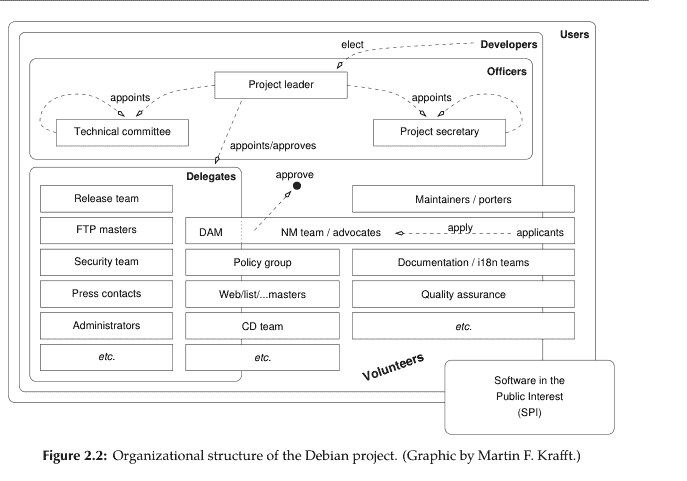 Users
elect
Developers
Officers
Project leader
appoints
appoints
Technical committee
Project secretary
appoints/approves
Delegates
approve
Release team
Maintainers / porters
FTP masters
DAM
NM team / advocates
apply
applicants
Security team
Policy group
Documentation / i18n teams
Press contacts
Web/list/...masters
Quality assurance
Administrators
CD team
etc.
etc.
etc.
Volunteers
Software in the
Public Interest
(SPI)
Figure 2.2: Organizational structure of the Debian project. (Graphic by Martin F. Krafft.)